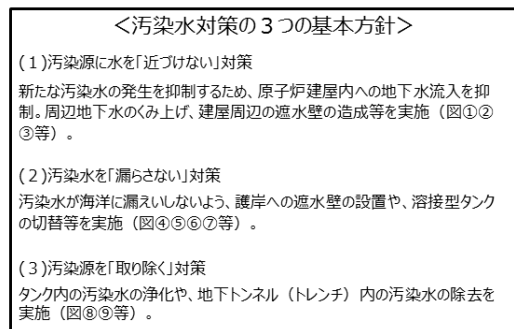 ＜汚染水対策の３つの基本方針＞
(１)汚染源に水を｢近づけない｣対策
新たな汚染水の発生を抑制するため、原子炉建屋内への地下水流入を抑
制。周辺地下水のくみ上げ、建屋周辺の遮水壁の造成等を実施（図①②
③等）。
(２)汚染水を｢漏らさない｣対策
汚染水が海洋に漏えいしないよう、護岸への遮水壁の設置や、溶接型タンク
の切替等を実施（図④⑤⑥⑦等）。
(３)汚染源を｢取り除く｣対策
タンク内の汚染水の浄化や、地下トンネル（トレンチ）内の汚染水の除去を
実施（図⑧⑨等）。